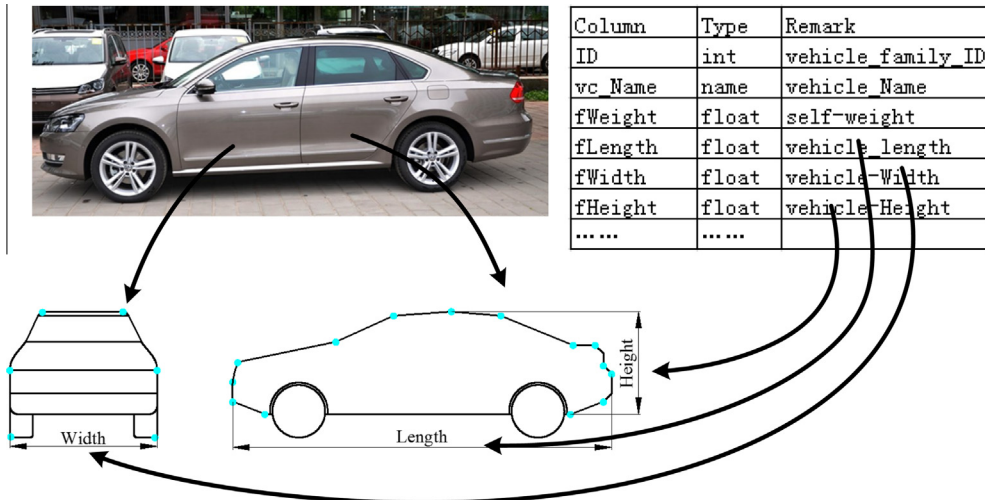 Column Type Remark
ID int vehicle_family_ID
vc_Name name vehicle_Name
fWeight float self-weight
fLength float vehicle_length
fWidth float vehicle-Width
fHeight float vehicle-Height
…… ……
Height
Width
Length